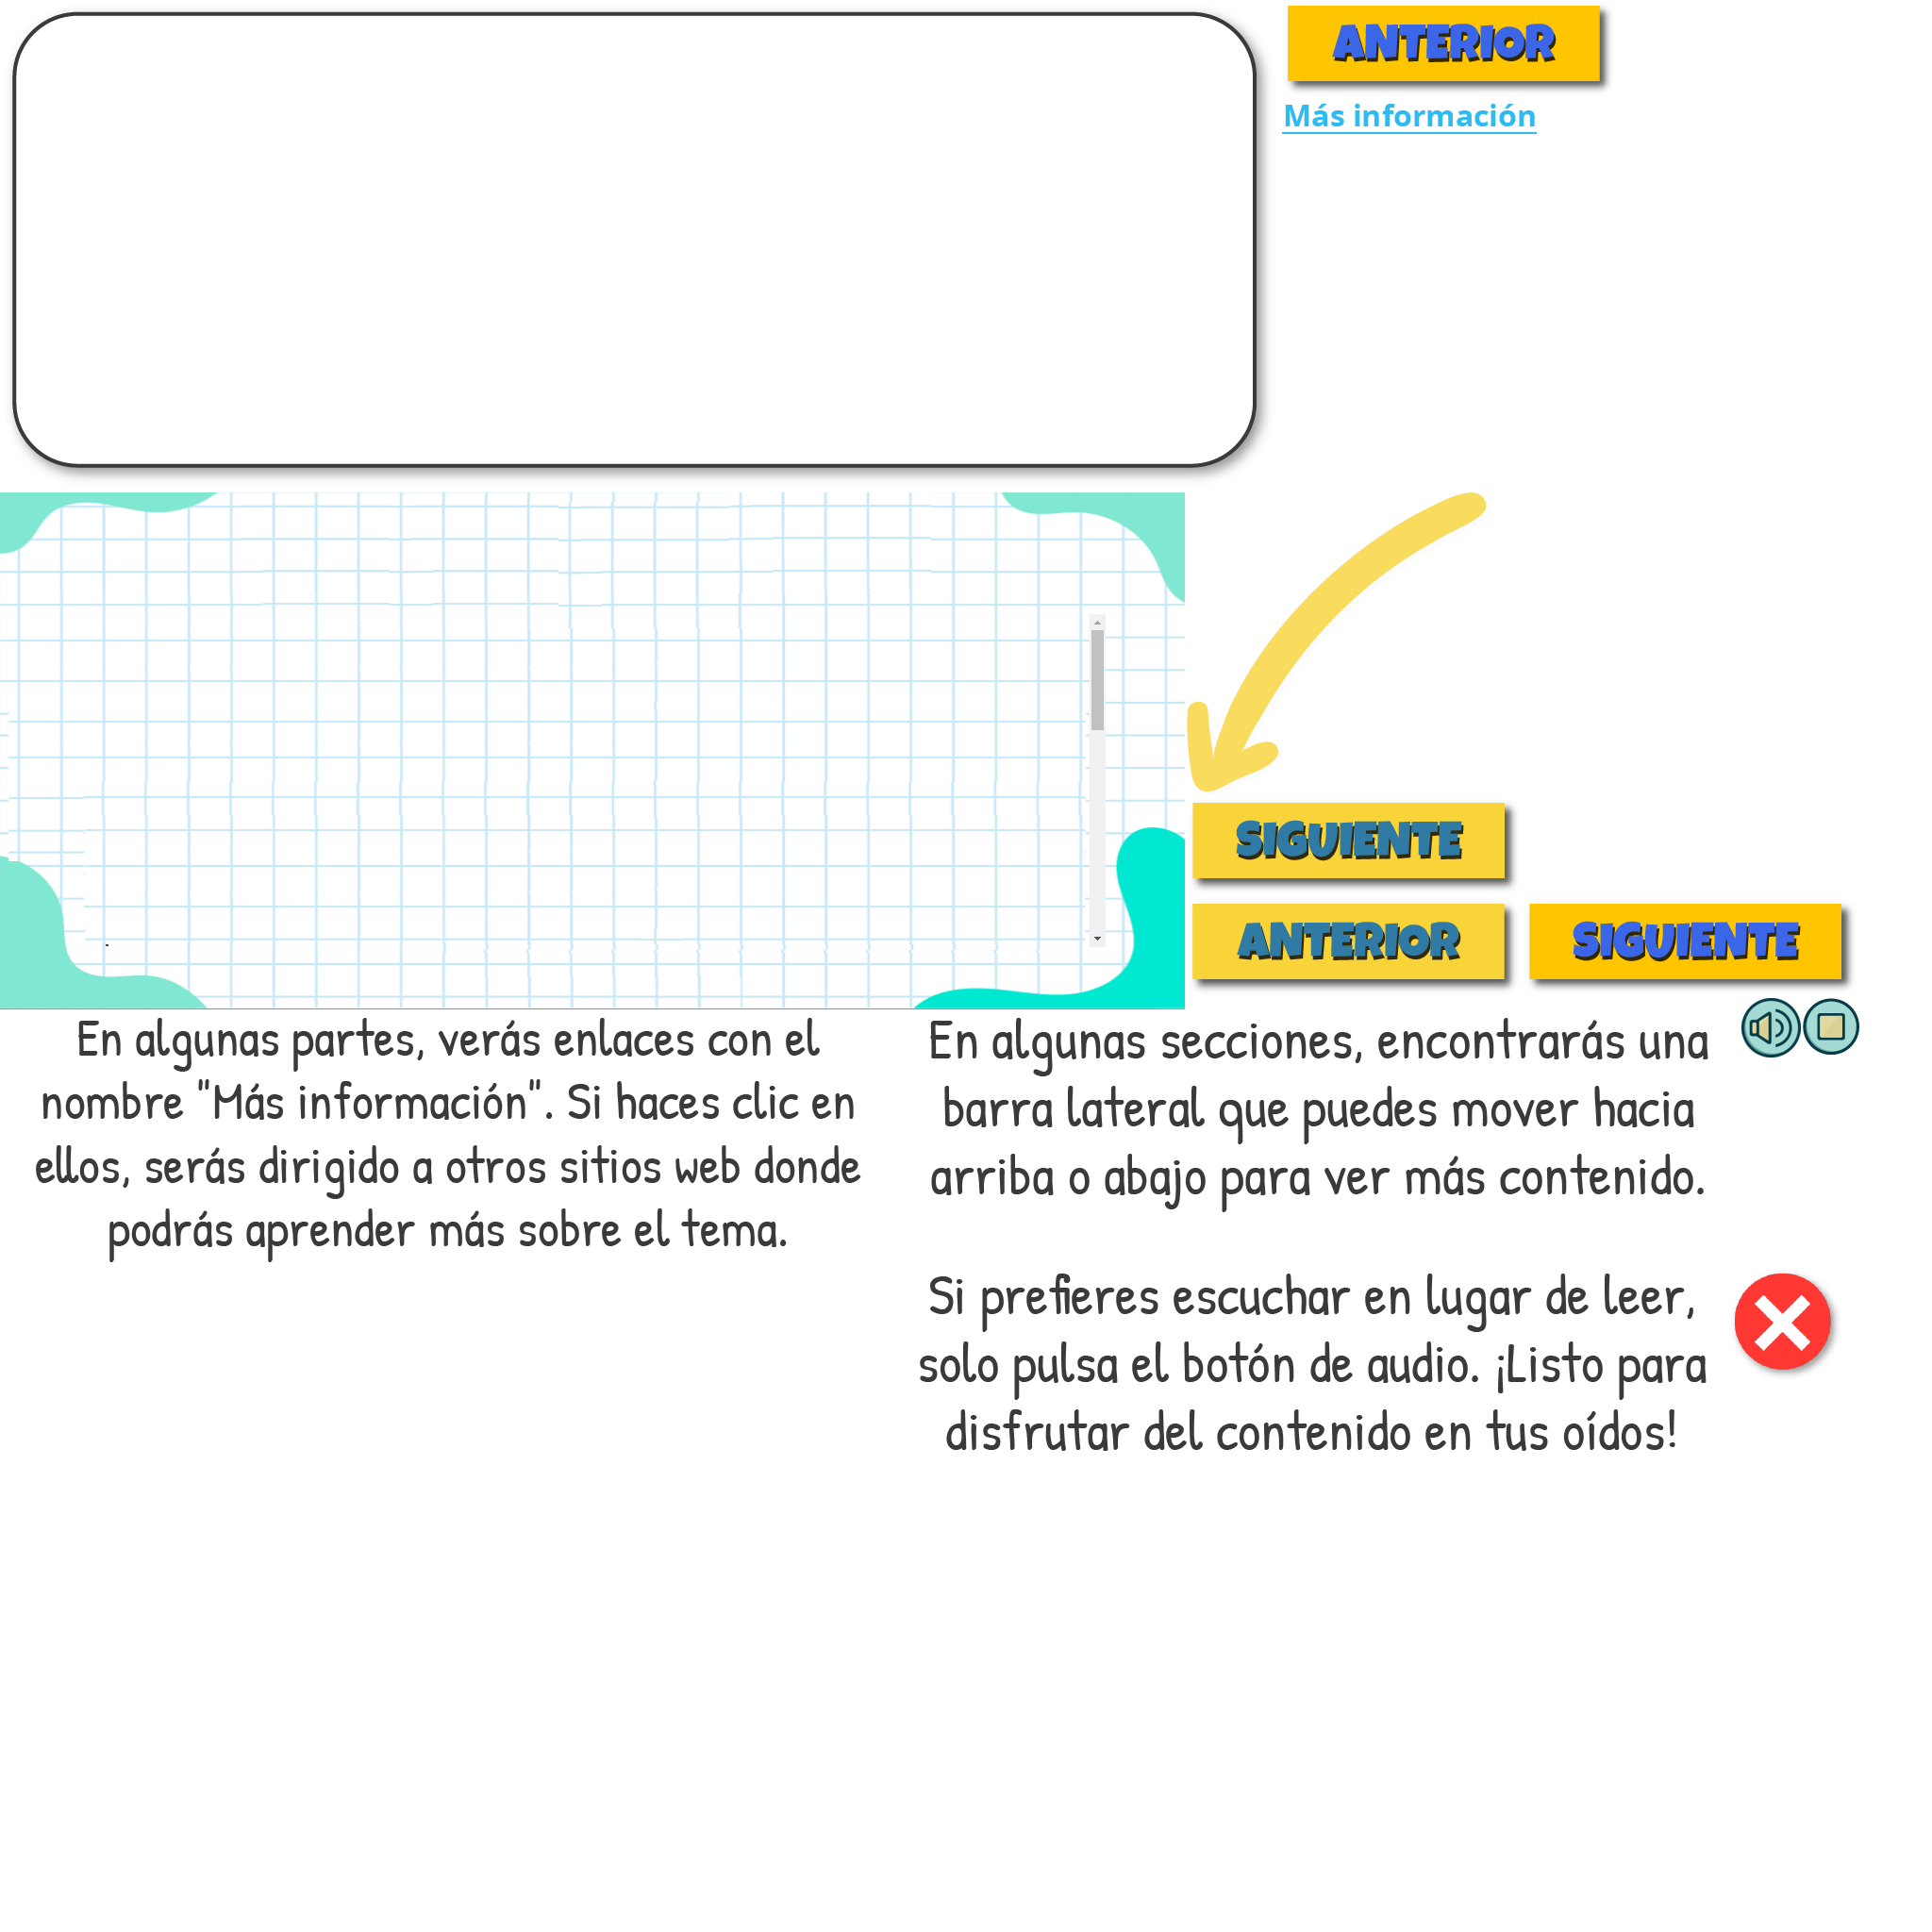 ANTERIOR
Más información
SIGUIENTE
ANTERIOR
SIGUIENTE
En algunas partes, verás enlaces con el
nombre "Más información". Si haces clic en
ellos, serás dirigido a otros sitios web donde
podrás aprender más sobre el tema.
En algunas secciones, encontrarás una
barra lateral que puedes mover hacia
arriba o abajo para ver más contenido.
Si prefieres escuchar en lugar de leer,
solo pulsa el botón de audio. ¡Listo para
disfrutar del contenido en tus oídos!